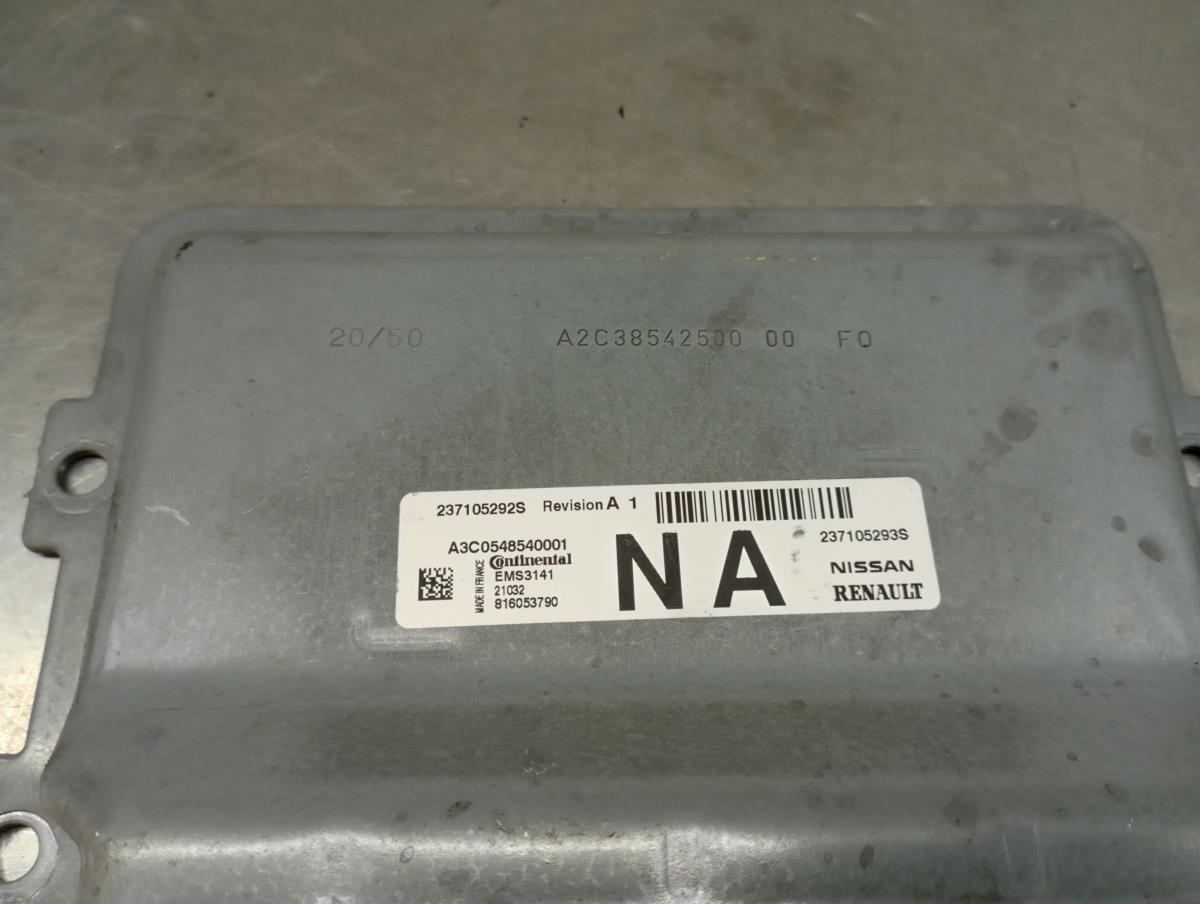 20/50 A2C38542500 00 F0
237105292S Revision A 1
237105293S
A3C0548540001
Continental
EMS3141
21032
816053790
MADE IN FRANCE
NA
NISSAN
RENAULT